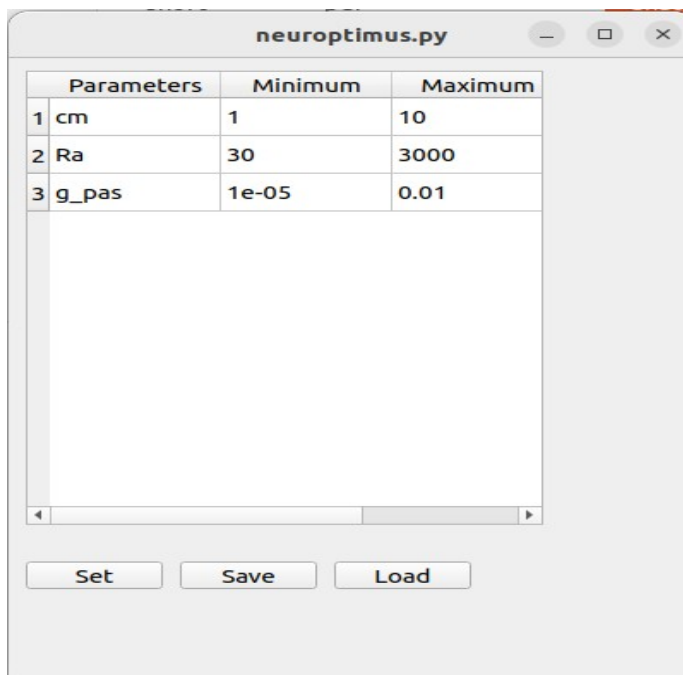 neuroptimus.py
Parameters Minimum Maximum
1 cm 1 10
2 Ra 30 3000
3 g_pas 1e-05 0.01
Set Save Load